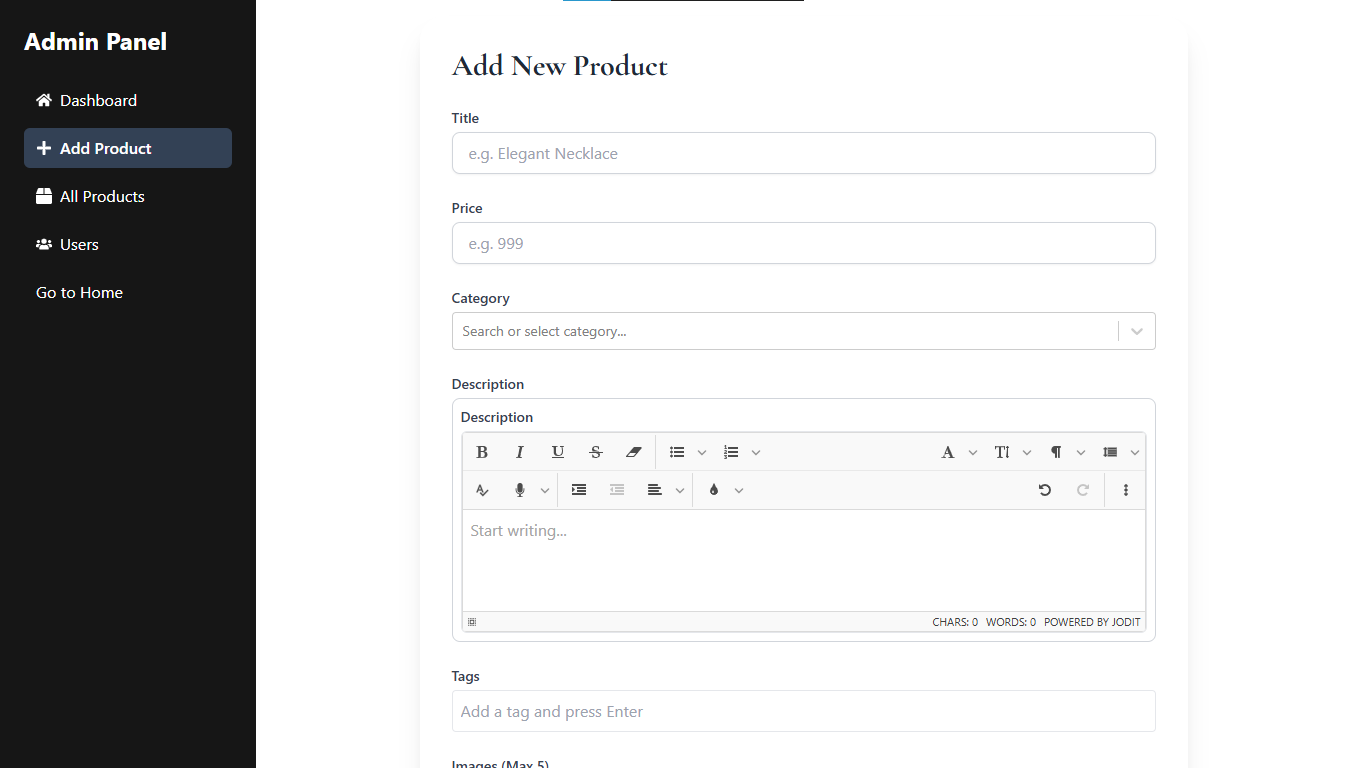 Admin Panel
Dashboard
Add Product
All Products
Users
Go to Home
Add New Product
Title
e.g. Elegant Necklace
Price
e.g. 999
Category
Search or select category...
Description
Description
Start writing...
CHARS: 0 WORDS: 0 POWERED BY JODIT
Tags
Add a tag and press Enter
Images (Max 5)